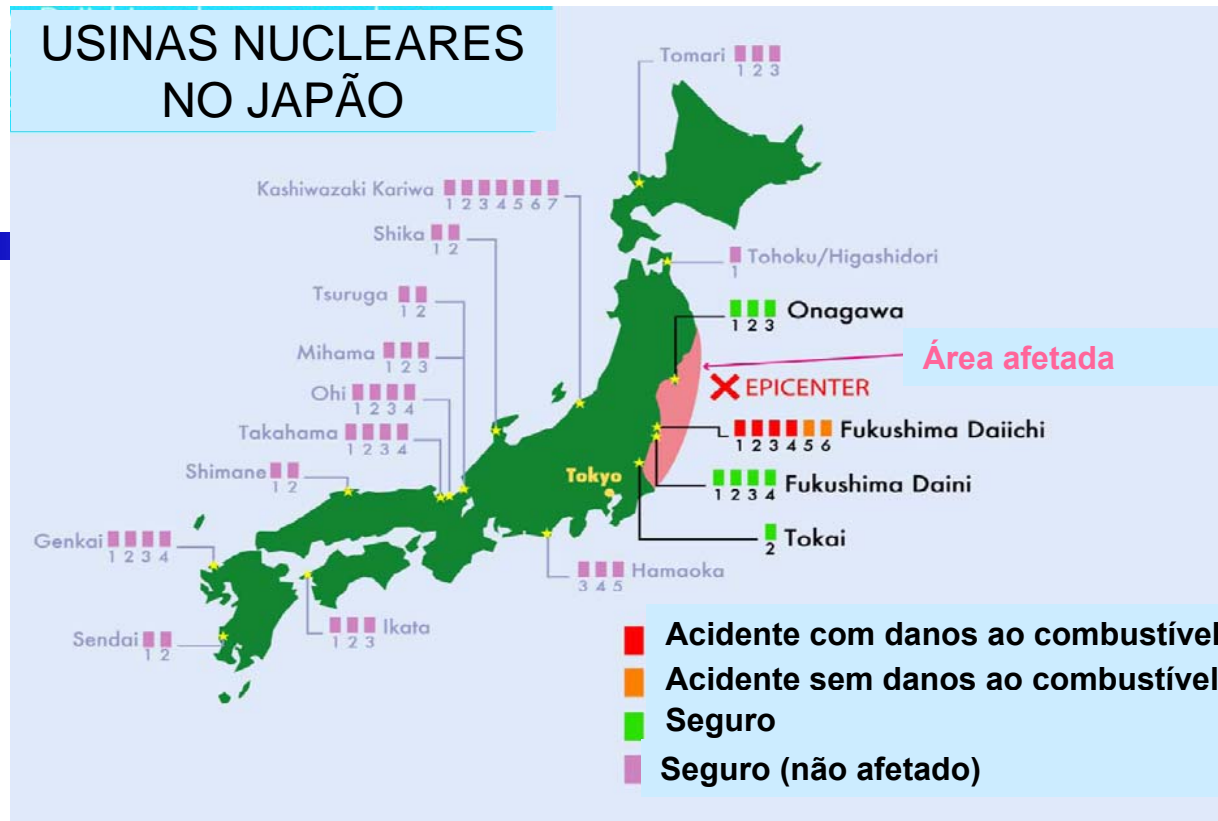 USINAS NUCLEARES
NO JAPÃO
Tomari
1 2 3
Kashiwazaki Kariwa
1 2 3 4 5 6 7
Shika
1 2
Tohoku/Higashidori
1
Tsuruga
1 2
Onagawa
1 2 3
Mihama
1 2 3
Área afetada
Ohi
1 2 3 4
EPICENTER
Takahama
1 2 3 4
Fukushima Daiichi
1 2 3 4 5 6
Shimane
1 2
Tokyo
Fukushima Daini
1 2 3 4
Genkai
1 2 3 4
Tokai
2
Hamaoka
3 4 5
Ikata
1 2 3
Sendai
1 2
Acidente com danos ao combustível
Acidente sem danos ao combustível
Seguro
Seguro (não afetado)